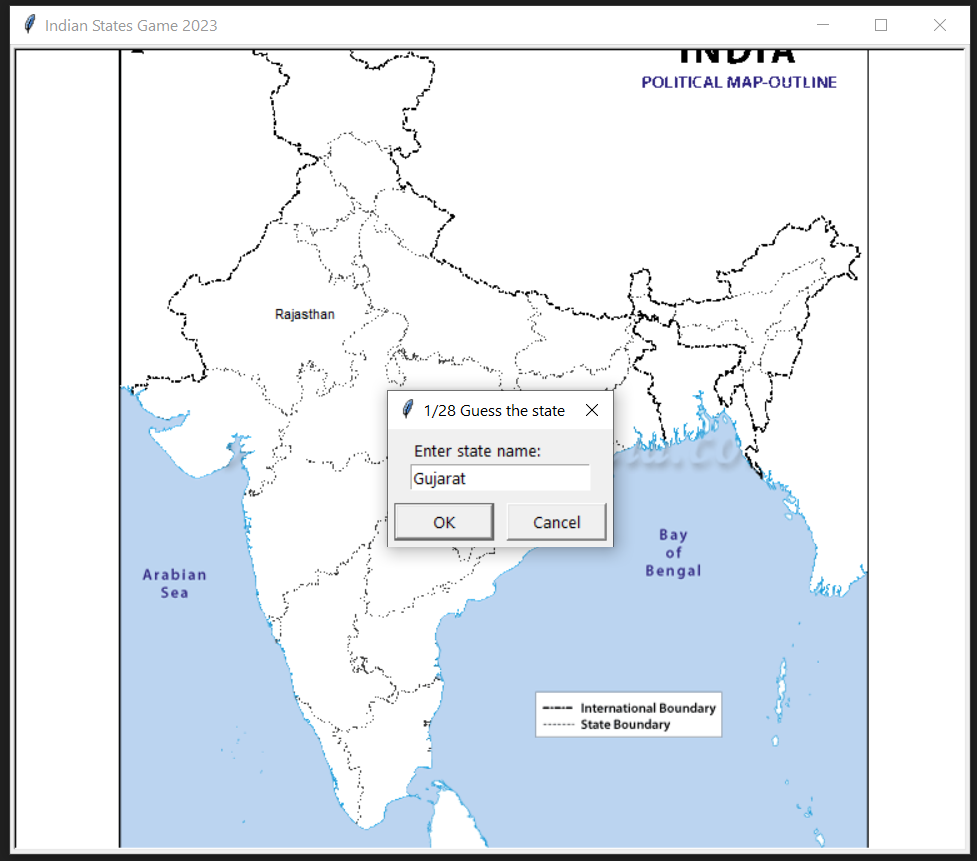 Indian States Game 2023
INDIA
POLITICAL MAP-OUTLINE
Rajasthan
1/28 Guess the state
Enter state name:
Gujarat
OK
Cancel
Bay
of
Bengal
Arabian
Sea
International Boundary
State Boundary